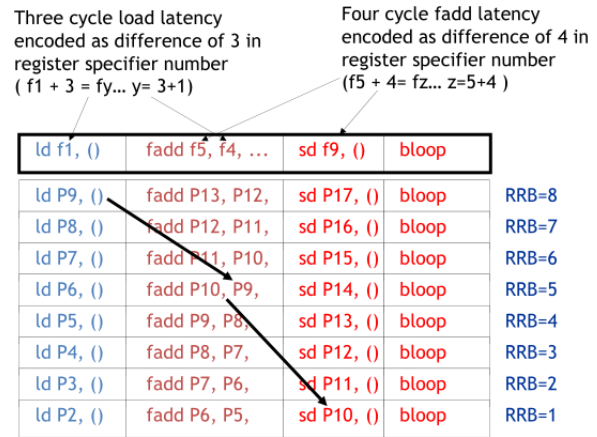 Three cycle load latency
encoded as difference of 3 in
register specifier number
( f1 + 3 = fy... y= 3+1)
Four cycle fadd latency
encoded as difference of 4 in
register specifier number
(f5 + 4= fz... z=5+4 )
ld f1, () fadd f5, f4, ... sd f9, () bloop
ld P9, () fadd P13, P12, sd P17, () bloop RRB=8
ld P8, () fadd P12, P11, sd P16, () bloop RRB=7
ld P7, () fadd P11, P10, sd P15, () bloop RRB=6
ld P6, () fadd P10, P9, sd P14, () bloop RRB=5
ld P5, () fadd P9, P8, sd P13, () bloop RRB=4
ld P4, () fadd P8, P7, sd P12, () bloop RRB=3
ld P3, () fadd P7, P6, sd P11, () bloop RRB=2
ld P2, () fadd P6, P5, sd P10, () bloop RRB=1